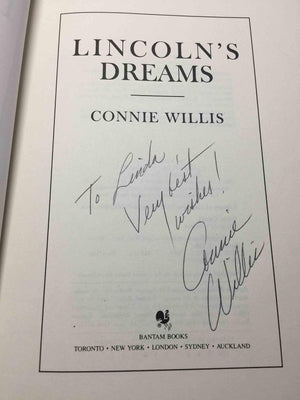 LINCOLN'S
DREAMS
CONNIE WILLIS
To Linda
Very best
wishes!
Connie
Willis
BANTAM BOOKS
TORONTO • NEW YORK • LONDON • SYDNEY • AUCKLAND